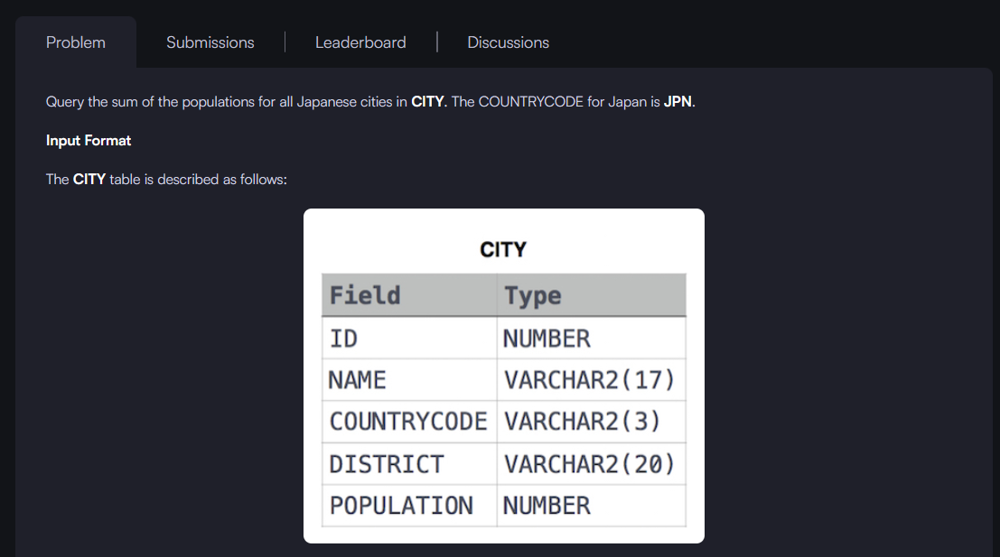 Problem Submissions Leaderboard Discussions
Query the sum of the populations for all Japanese cities in CITY. The COUNTRYCODE for Japan is JPN.
Input Format
The CITY table is described as follows:
CITY
Field Type
ID NUMBER
NAME VARCHAR2(17)
COUNTRYCODE VARCHAR2(3)
DISTRICT VARCHAR2(20)
POPULATION NUMBER